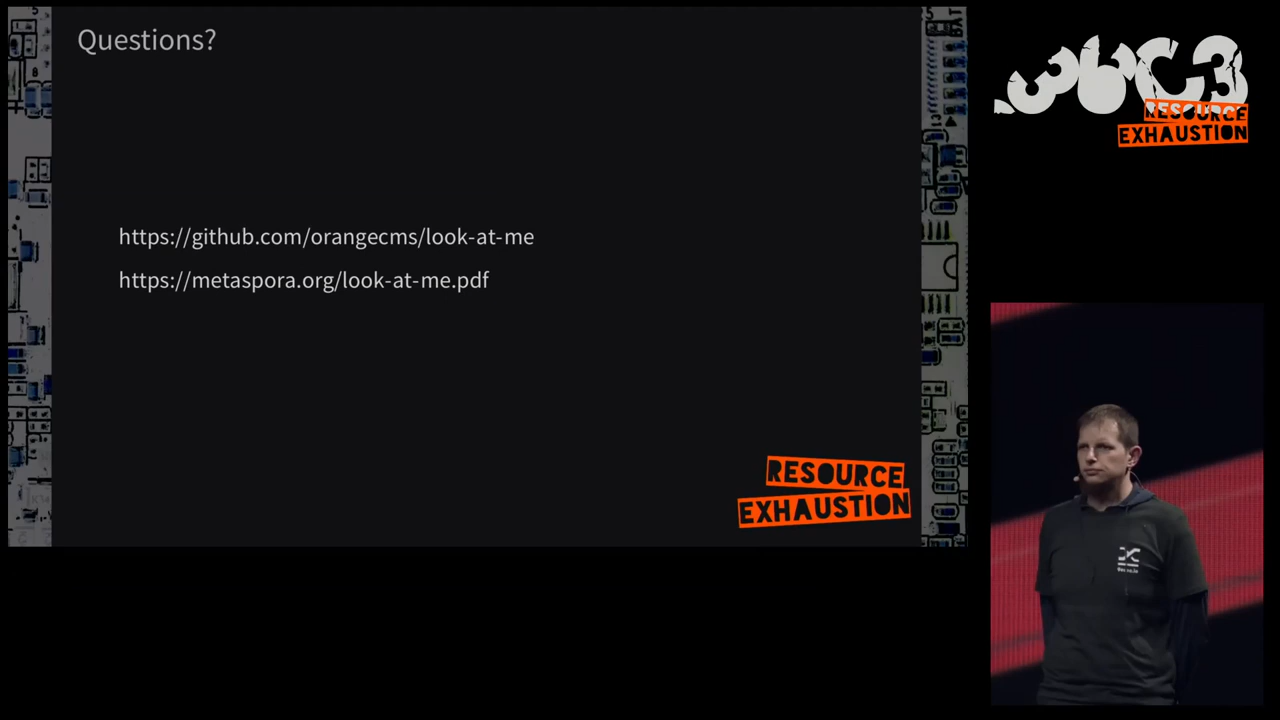 Questions?
https://github.com/orangecms/look-at-me
https://metaspora.org/look-at-me.pdf
RESOURCE
EXHAUSTION
36C3
RESOURCE
EXHAUSTION